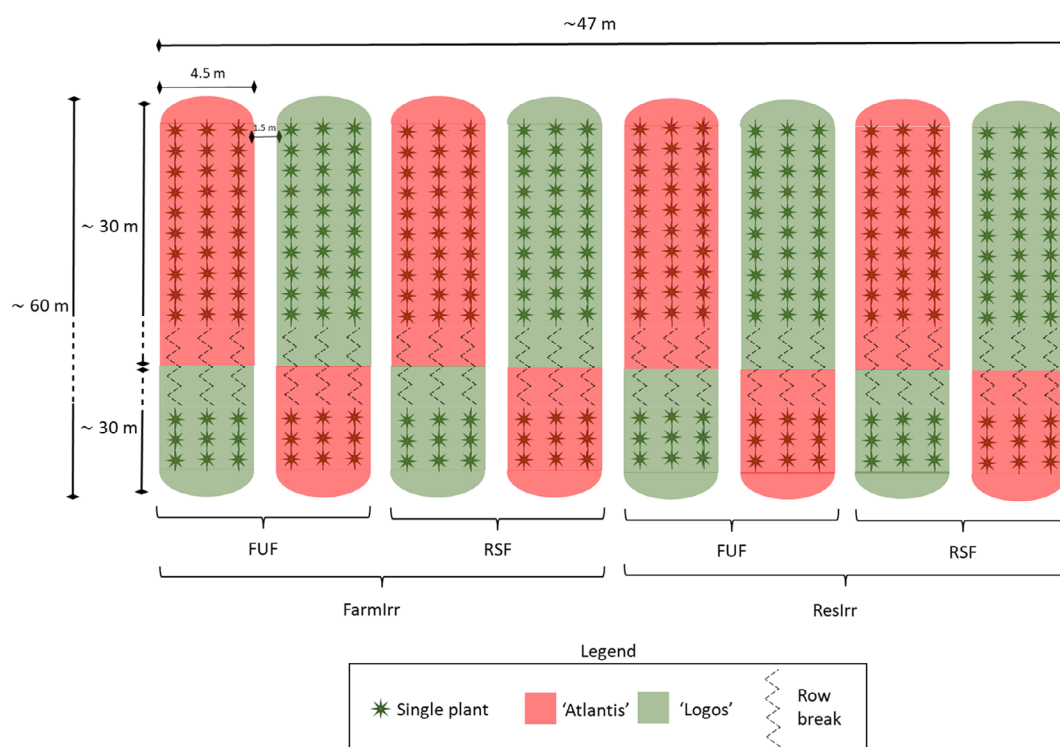 ~47 m
4.5 m
1.5 m
~ 30 m
~ 60 m
~ 30 m
FUF
RSF
FUF
RSF
FarmIrr
ResIrr
Legend
Single plant
'Atlantis'
'Logos'
Row
break